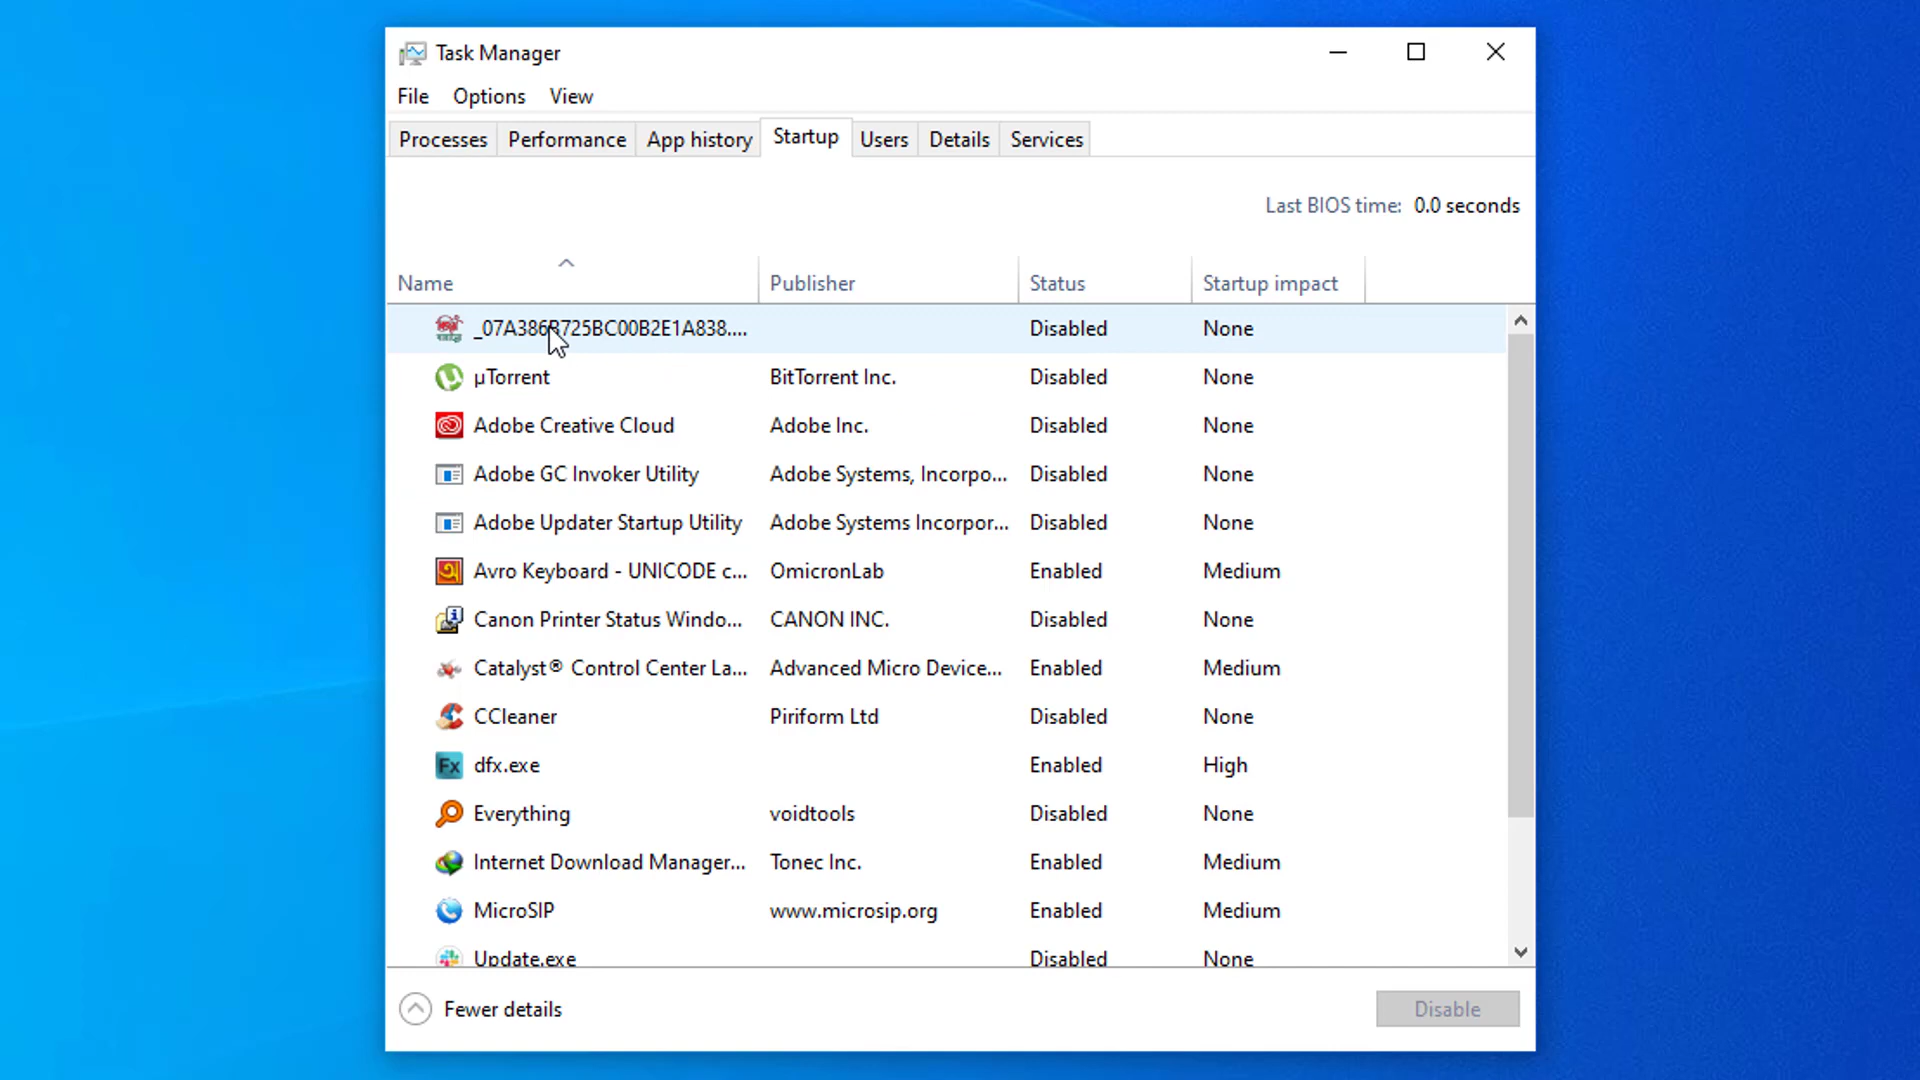 Task Manager
File Options View
Processes Performance App history Startup Users Details Services
Last BIOS time: 0.0 seconds
Name Publisher Status Startup impact
_07A386B725BC00B2E1A838.... Disabled None
µTorrent BitTorrent Inc. Disabled None
Adobe Creative Cloud Adobe Inc. Disabled None
Adobe GC Invoker Utility Adobe Systems, Incorpo... Disabled None
Adobe Updater Startup Utility Adobe Systems Incorpor... Disabled None
Avro Keyboard - UNICODE c... OmicronLab Enabled Medium
Canon Printer Status Windo... CANON INC. Disabled None
Catalyst® Control Center La... Advanced Micro Device... Enabled Medium
CCleaner Piriform Ltd Disabled None
Fx dfx.exe Enabled High
Everything voidtools Disabled None
Internet Download Manager... Tonec Inc. Enabled Medium
MicroSIP www.microsip.org Enabled Medium
Update.exe Disabled None
Fewer details Disable